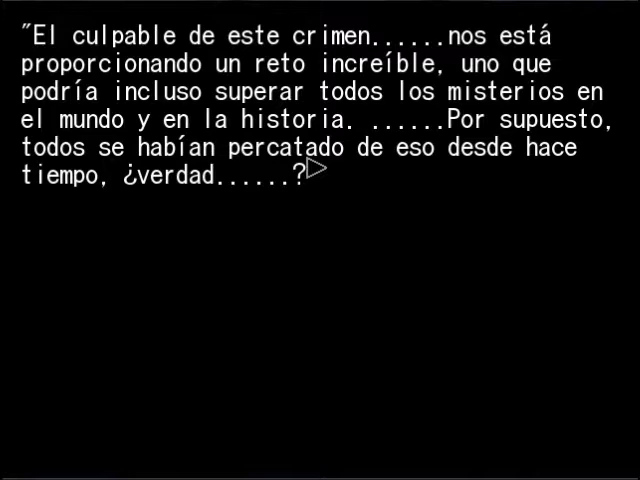 "El culpable de este crimen......nos está
proporcionando un reto increíble, uno que
podría incluso superar todos los misterios en
el mundo y en la historia. ......Por supuesto,
todos se habían percatado de eso desde hace
tiempo, ¿verdad......?